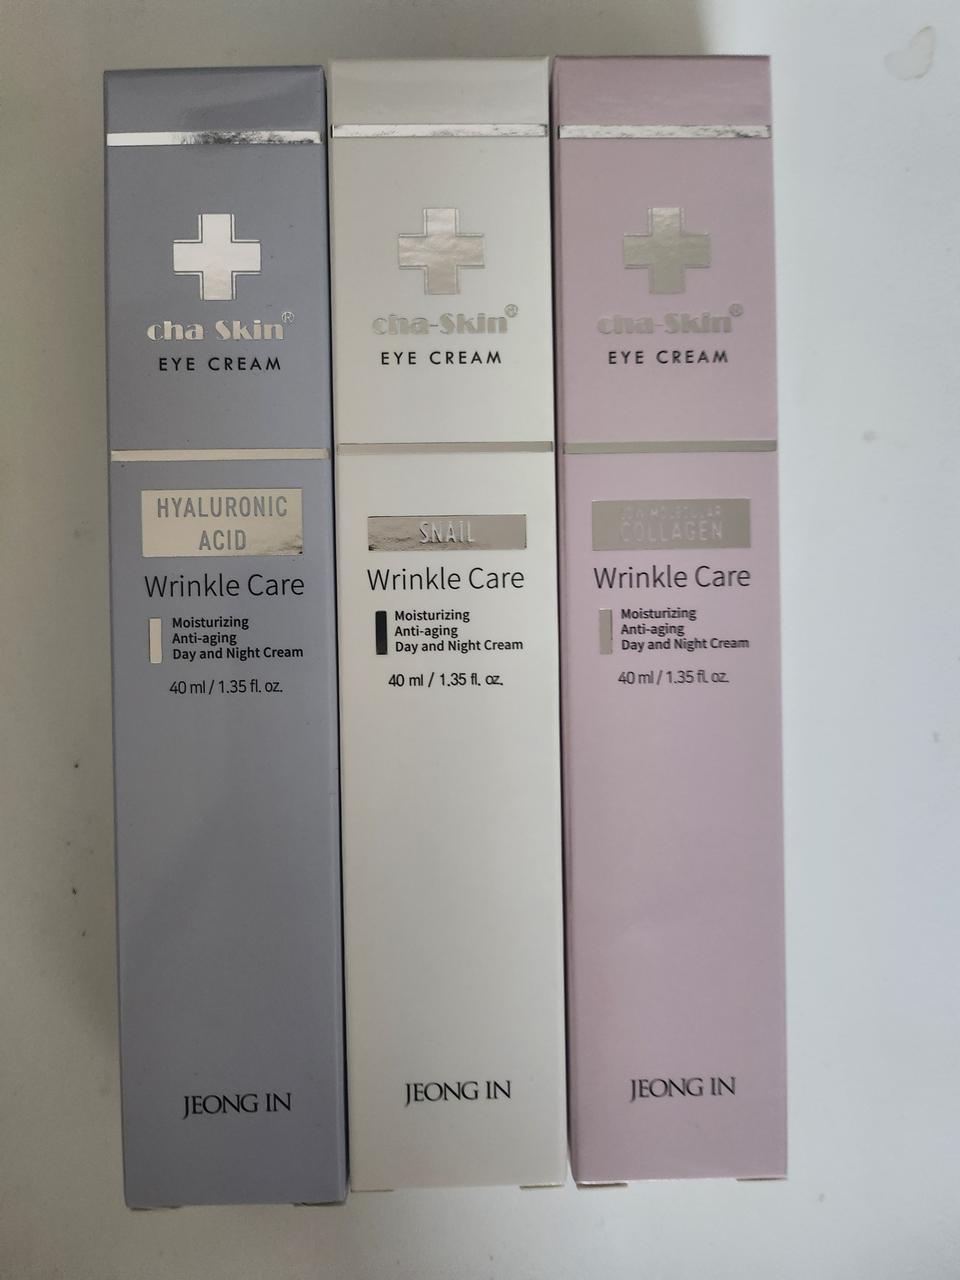 cha-Skin®
EYE CREAM
HYALURONIC
ACID
Wrinkle Care
Moisturizing
Anti-aging
Day and Night Cream
40 ml / 1.35 fl. oz.
JEONG IN
cha-Skin®
EYE CREAM
SNAIL
Wrinkle Care
Moisturizing
Anti-aging
Day and Night Cream
40 ml / 1.35 fl. oz.
JEONG IN
cha-Skin®
EYE CREAM
LOW MOLECULAR
COLLAGEN
Wrinkle Care
Moisturizing
Anti-aging
Day and Night Cream
40 ml / 1.35 fl. oz.
JEONG IN